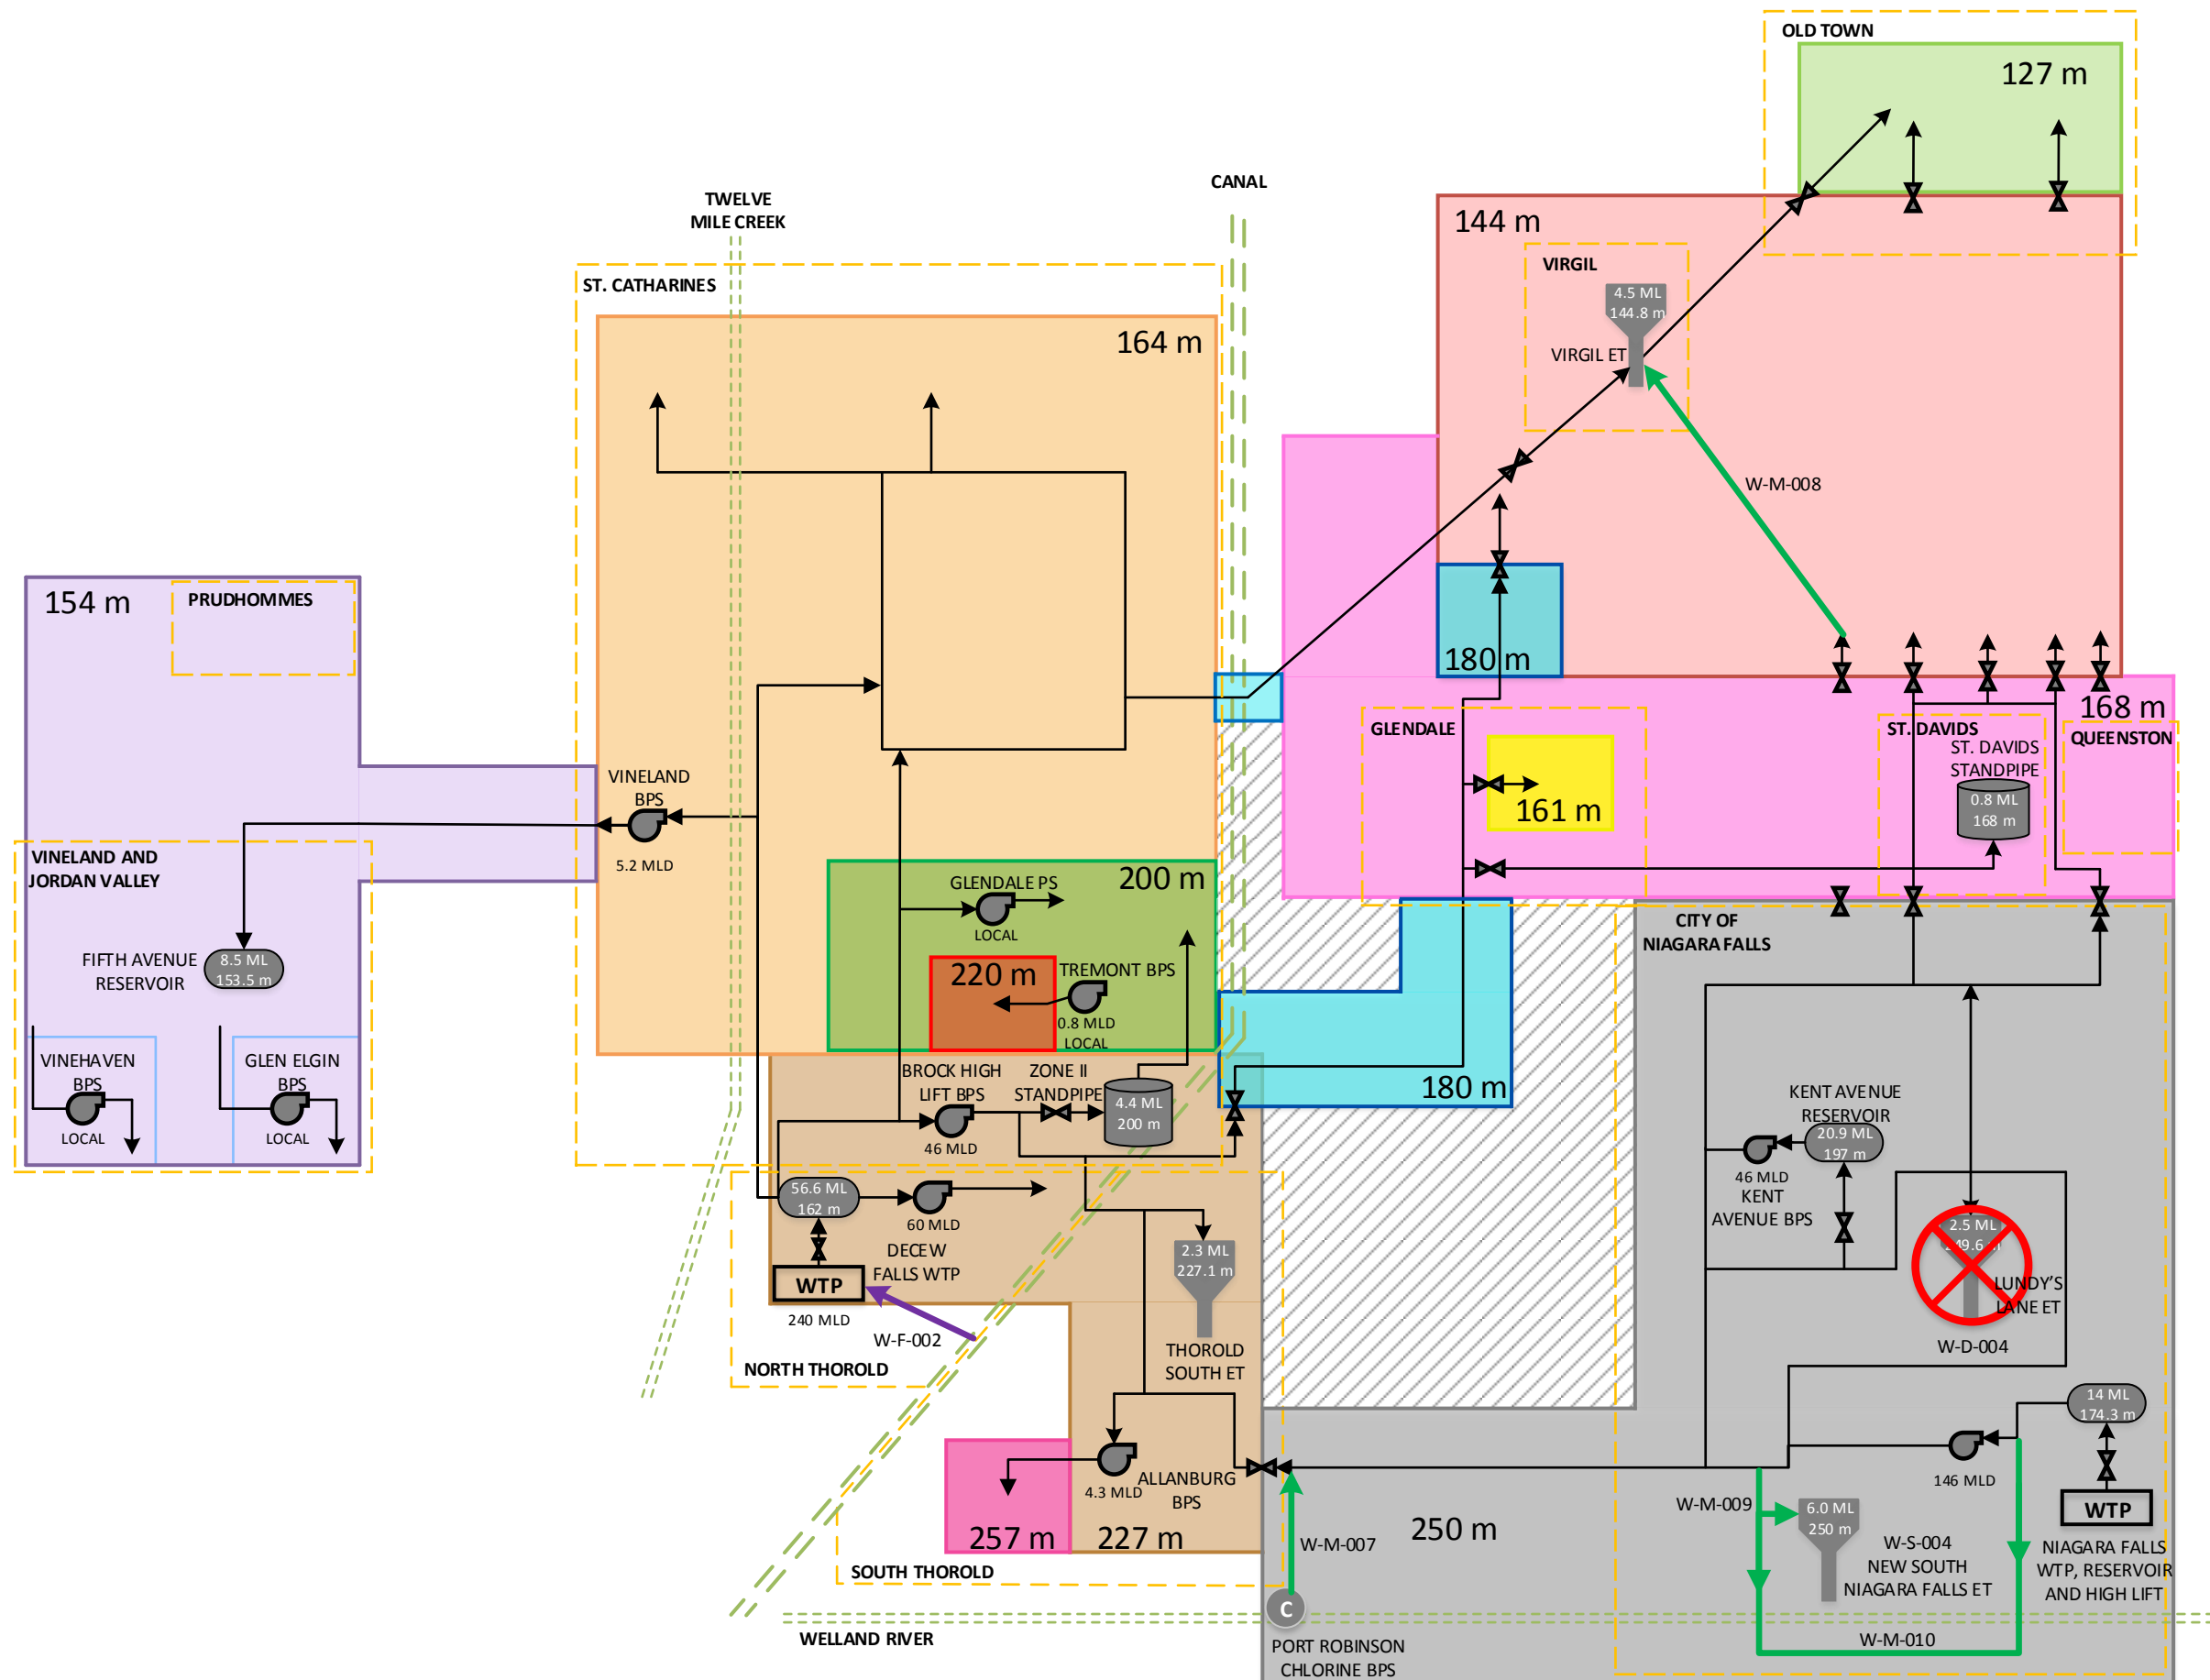 OLD TOWN
127 m
CANAL
TWELVE
MILE CREEK
144 m
VIRGIL
4.5 ML
144.8 m
VIRGIL ET
ST. CATHARINES
164 m
W-M-008
154 m
PRUDHOMMES
180 m
168 m
GLENDALE
ST. DAVIDS
QUEENSTON
ST. DAVIDS
STANDPIPE
0.8 ML
168 m
161 m
VINELAND
BPS
5.2 MLD
VINELAND AND
JORDAN VALLEY
200 m
GLENDALE PS
LOCAL
CITY OF
NIAGARA FALLS
FIFTH AVENUE
RESERVOIR
8.5 ML
153.5 m
220 m
TREMONT BPS
0.8 MLD
LOCAL
VINEHAVEN
BPS
LOCAL
GLEN ELGIN
BPS
LOCAL
BROCK HIGH
LIFT BPS
46 MLD
ZONE II
STANDPIPE
4.4 ML
200 m
180 m
KENT AVENUE
RESERVOIR
20.9 ML
197 m
46 MLD
KENT
AVENUE BPS
56.6 ML
162 m
60 MLD
DECEW
FALLS WTP
WTP
240 MLD
W-F-002
NORTH THOROLD
2.3 ML
227.1 m
THOROLD
SOUTH ET
2.5 ML
LUNDY'S
LANE ET
W-D-004
14 ML
174.3 m
146 MLD
WTP
NIAGARA FALLS
WTP, RESERVOIR
AND HIGH LIFT
4.3 MLD
ALLANBURG
BPS
257 m
227 m
SOUTH THOROLD
250 m
W-M-007
W-M-009
6.0 ML
250 m
W-S-004
NEW SOUTH
NIAGARA FALLS ET
W-M-010
C
PORT ROBINSON
CHLORINE BPS
WELLAND RIVER